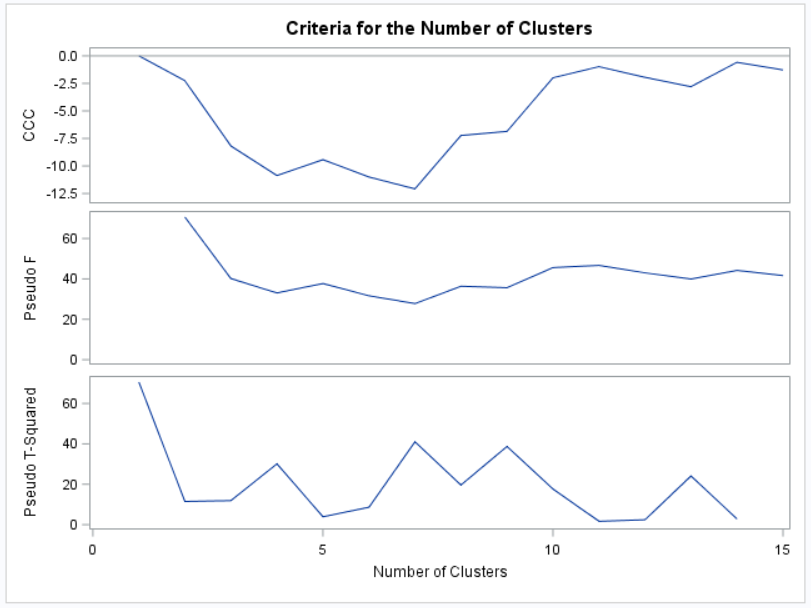 Criteria for the Number of Clusters
CCC
0.0
-2.5
-5.0
-7.5
-10.0
-12.5
Pseudo F
60
40
20
0
Pseudo T-Squared
60
40
20
0
0 5 10 15
Number of Clusters